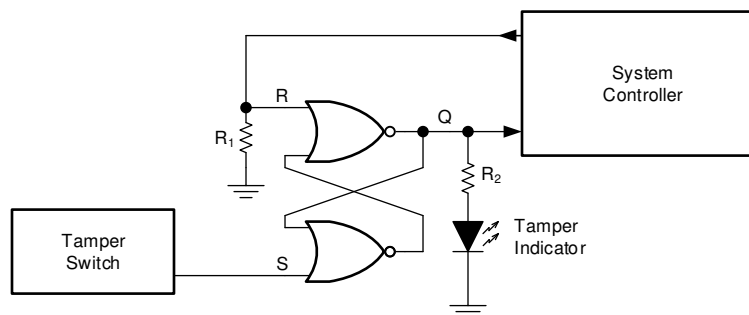 System
Controller
R
Q
R1
R2
Tamper
Switch
Tamper
Indicator
S